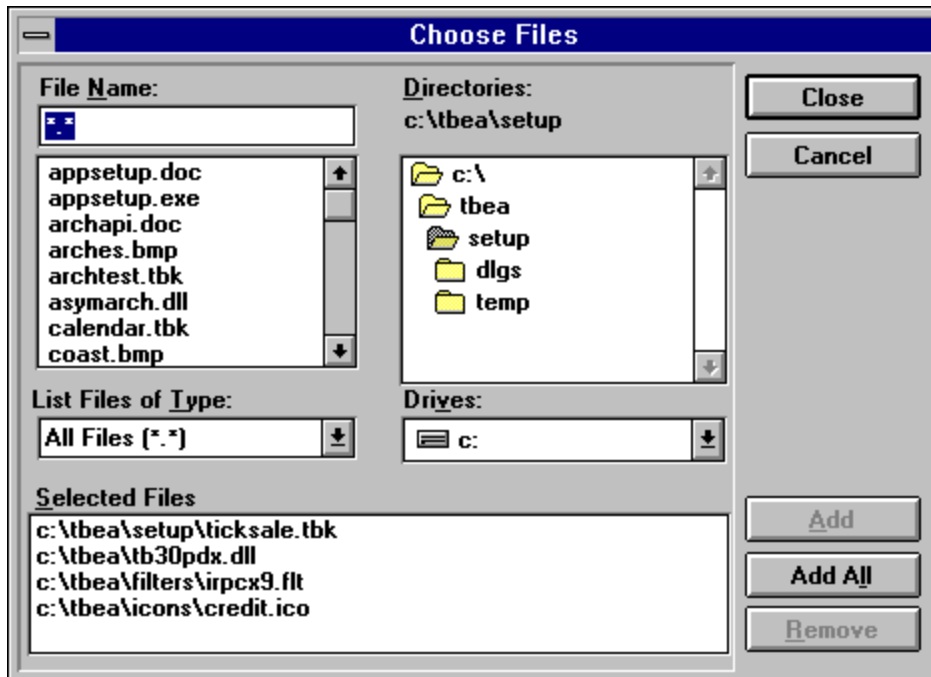 Choose Files
File Name:
*.*
appsetup.doc
appsetup.exe
archapi.doc
arches.bmp
archtest.tbk
asymarch.dll
calendar.tbk
coast.bmp
List Files of Type:
All Files (*.*)
Directories:
c:\tbea\setup
c:\
tbea
setup
dlgs
temp
Drives:
c:
Close
Cancel
Selected Files
c:\tbea\setup\ticksale.tbk
c:\tbea\tb30pdx.dll
c:\tbea\filters\irpcx9.flt
c:\tbea\icons\credit.ico
Add
Add All
Remove